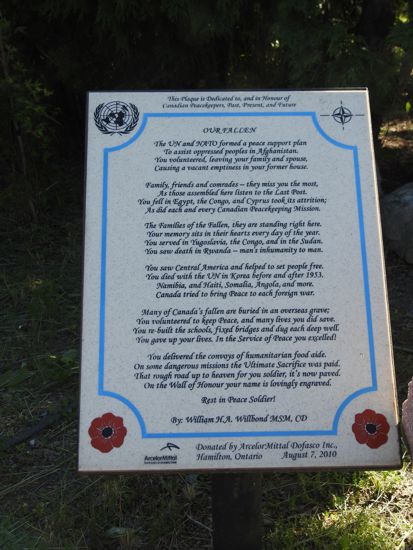 This Plaque is Dedicated to, and in Honour of
Canadian Peacekeepers, Past, Present, and Future
OUR FALLEN
The UN and NATO formed a peace support plan
To assist oppressed peoples in Afghanistan.
You volunteered, leaving your family and spouse,
Causing a vacant emptiness in your former house.
Family, friends and comrades – they miss you the most,
As those assembled here listen to the Last Post.
You fell in Egypt, the Congo, and Cyprus took its attrition;
As did each and every Canadian Peacekeeping Mission.
The Families of the Fallen, they are standing right here.
Your memory sits in their hearts every day of the year.
You served in Yugoslavia, the Congo, and in the Sudan.
You saw death in Rwanda – man's inhumanity to man.
You saw Central America and helped to set people free.
You died with the UN in Korea before and after 1953.
Namibia, and Haiti, Somalia, Angola, and more.
Canada tried to bring Peace to each foreign war.
Many of Canada's fallen are buried in an overseas grave;
You volunteered to keep Peace, and many lives you did save.
You re-built the schools, fixed bridges and dug each deep well.
You gave up your lives. In the Service of Peace you excelled!
You delivered the convoys of humanitarian food aide.
On some dangerous missions the Ultimate Sacrifice was paid.
That rough road up to heaven for you soldier, it's now paved.
On the Wall of Honour your name is lovingly engraved.
Rest in Peace Soldier!
By: William H.A. Willbond MSM, CD
Donated by ArcelorMittal Dofasco Inc.,
Hamilton, Ontario August 7, 2010
ArcelorMittal